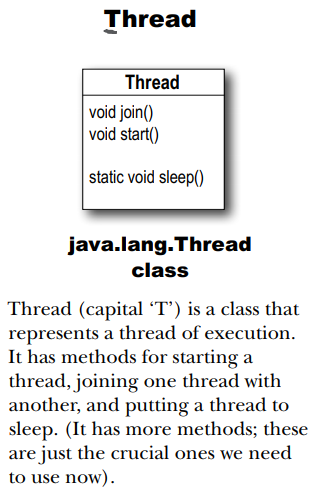 Thread
Thread
void join()
void start()
static void sleep()
java.lang.Thread
class
Thread (capital ‘T’) is a class that
represents a thread of execution.
It has methods for starting a
thread, joining one thread with
another, and putting a thread to
sleep. (It has more methods; these
are just the crucial ones we need
to use now).